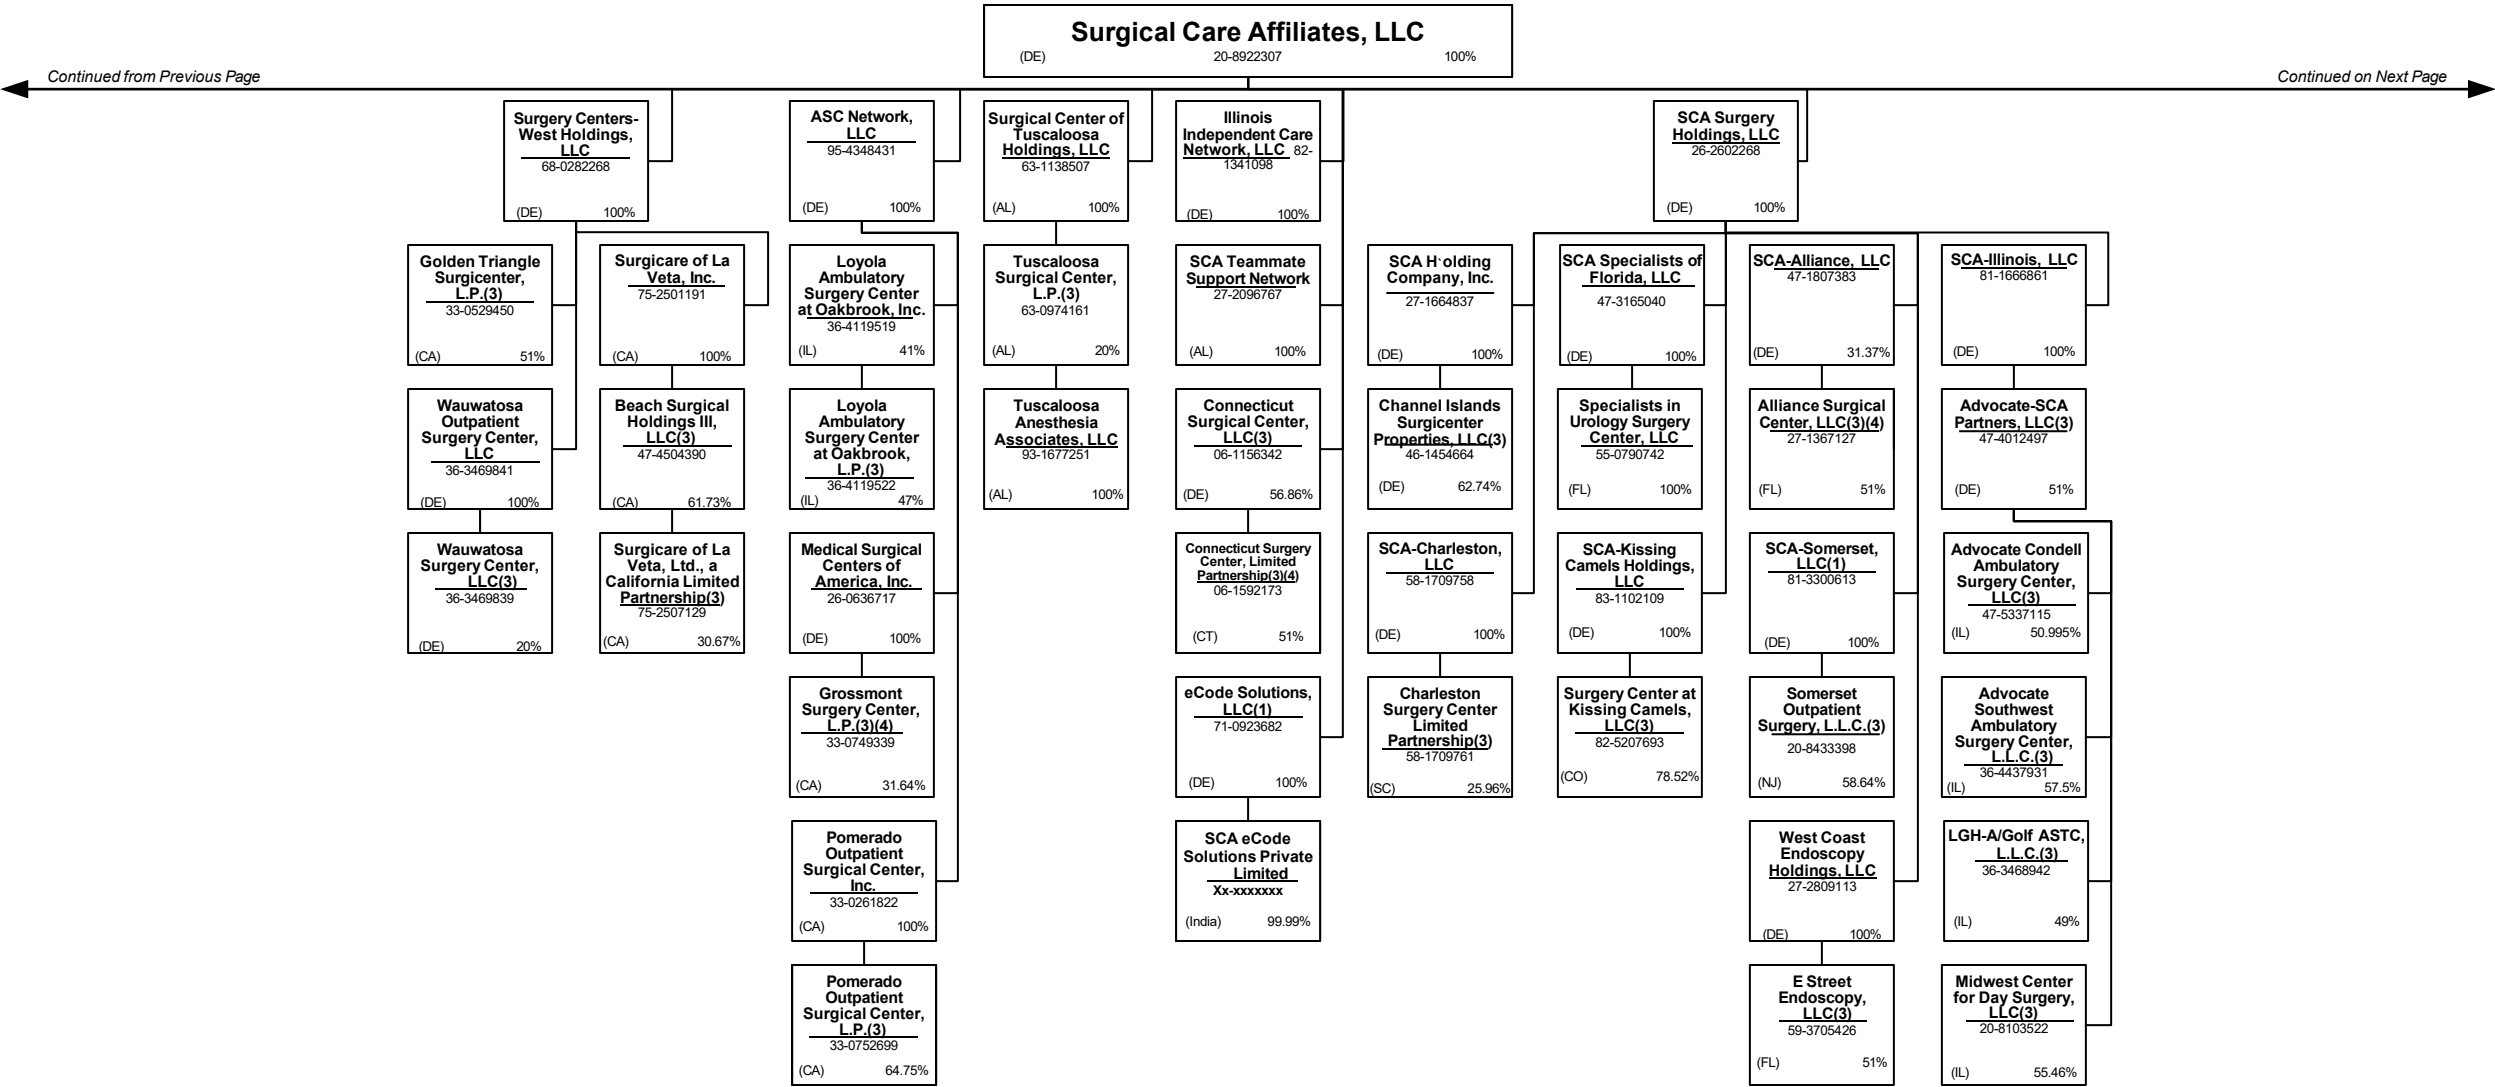 Surgical Care Affiliates, LLC
(DE) 20-8922307 100%
Continued from Previous Page
Continued on Next Page
Surgery Centers-
West Holdings,
LLC
68-0282268
(DE) 100%
ASC Network,
LLC
95-4348431
(DE) 100%
Surgical Center of
Tuscaloosa
Holdings, LLC
63-1138507
(AL) 100%
Illinois
Independent Care
Network, LLC 82-
1341098
(DE) 100%
SCA Surgery
Holdings, LLC
26-2602268
(DE) 100%
Golden Triangle
Surgicenter,
L.P.(3)
33-0529450
(CA) 51%
Surgicare of La
Veta, Inc.
75-2501191
(CA) 100%
Loyola
Ambulatory
Surgery Center
at Oakbrook, Inc.
36-4119519
(IL) 41%
Tuscaloosa
Surgical Center,
L.P.(3)
63-0974161
(AL) 20%
SCA Teammate
Support Network
27-2096767
(AL) 100%
SCA H`olding
Company, Inc.
27-1664837
(DE) 100%
SCA Specialists of
Florida, LLC
47-3165040
(DE) 100%
SCA-Alliance, LLC
47-1807383
(DE) 31.37%
SCA-Illinois, LLC
81-1666861
(DE) 100%
Wauwatosa
Outpatient
Surgery Center,
LLC
36-3469841
(DE) 100%
Beach Surgical
Holdings III,
LLC(3)
47-4504390
(CA) 61.73%
Loyola
Ambulatory
Surgery Center
at Oakbrook,
L.P.(3)
36-4119522
(IL) 47%
Tuscaloosa
Anesthesia
Associates, LLC
93-1677251
(AL) 100%
Connecticut
Surgical Center,
LLC(3)
06-1156342
(DE) 56.86%
Channel Islands
Surgicenter
Properties, LLC(3)
46-1454664
(DE) 62.74%
Specialists in
Urology Surgery
Center, LLC
55-0790742
(FL) 100%
Alliance Surgical
Center, LLC(3)(4)
27-1367127
(FL) 51%
Advocate-SCA
Partners, LLC(3)
47-4012497
(DE) 51%
Wauwatosa
Surgery Center,
LLC(3)
36-3469839
(DE) 20%
Surgicare of La
Veta, Ltd., a
California Limited
Partnership(3)
75-2507129
(CA) 30.67%
Medical Surgical
Centers of
America, Inc.
26-0636717
(DE) 100%
Connecticut Surgery
Center, Limited
Partnership(3)(4)
06-1592173
(CT) 51%
SCA-Charleston,
LLC
58-1709758
(DE) 100%
SCA-Kissing
Camels Holdings,
LLC
83-1102109
(DE) 100%
SCA-Somerset,
LLC(1)
81-3300613
(DE) 100%
Advocate Condell
Ambulatory
Surgery Center,
LLC(3)
47-5337115
(IL) 50.995%
Grossmont
Surgery Center,
L.P.(3)(4)
33-0749339
(CA) 31.64%
eCode Solutions,
LLC(1)
71-0923682
(DE) 100%
Charleston
Surgery Center
Limited
Partnership(3)
58-1709761
(SC) 25.96%
Surgery Center at
Kissing Camels,
LLC(3)
82-5207693
(CO) 78.52%
Somerset
Outpatient
Surgery, L.L.C.(3)
20-8433398
(NJ) 58.64%
Advocate
Southwest
Ambulatory
Surgery Center,
L.L.C.(3)
36-4437931
(IL) 57.5%
Pomerado
Outpatient
Surgical Center,
Inc.
33-0261822
(CA) 100%
SCA eCode
Solutions Private
Limited
Xx-xxxxxxx
(India) 99.99%
West Coast
Endoscopy
Holdings, LLC
27-2809113
(DE) 100%
LGH-A/Golf ASTC,
L.L.C.(3)
36-3468942
(IL) 49%
Pomerado
Outpatient
Surgical Center,
L.P.(3)
33-0752699
(CA) 64.75%
E Street
Endoscopy,
LLC(3)
59-3705426
(FL) 51%
Midwest Center
for Day Surgery,
LLC(3)
20-8103522
(IL) 55.46%